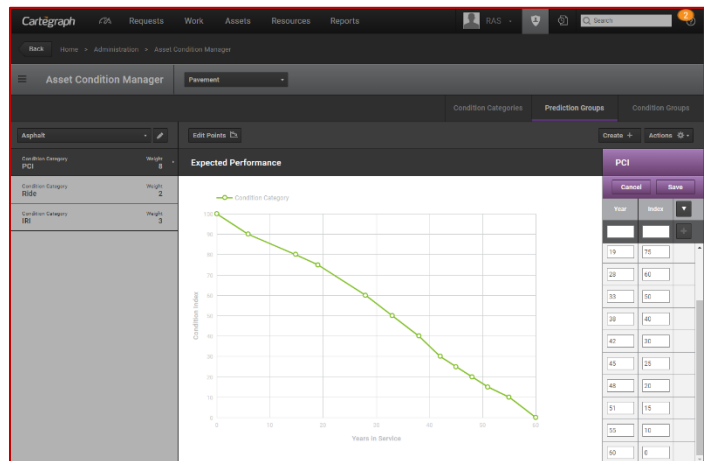 Cartêgraph Requests Work Assets Resources Reports RAS Search 2
Back Home > Administration > Asset Condition Manager
Asset Condition Manager Pavement
Condition Categories Prediction Groups Condition Groups
Asphalt Edit Points Create + Actions
Condition Category Weight
PCI 8
Expected Performance
PCI
Condition Category Weight
Ride 2
Cancel Save
Condition Category Weight
IRI 3
Condition Category
Year Index
100
90
80
70
60
50
40
30
20
10
0
Condition Index
0 10 20 30 40 50 60
Years in Service
19 75
28 60
33 50
38 40
42 30
45 25
48 20
51 15
55 10
60 0